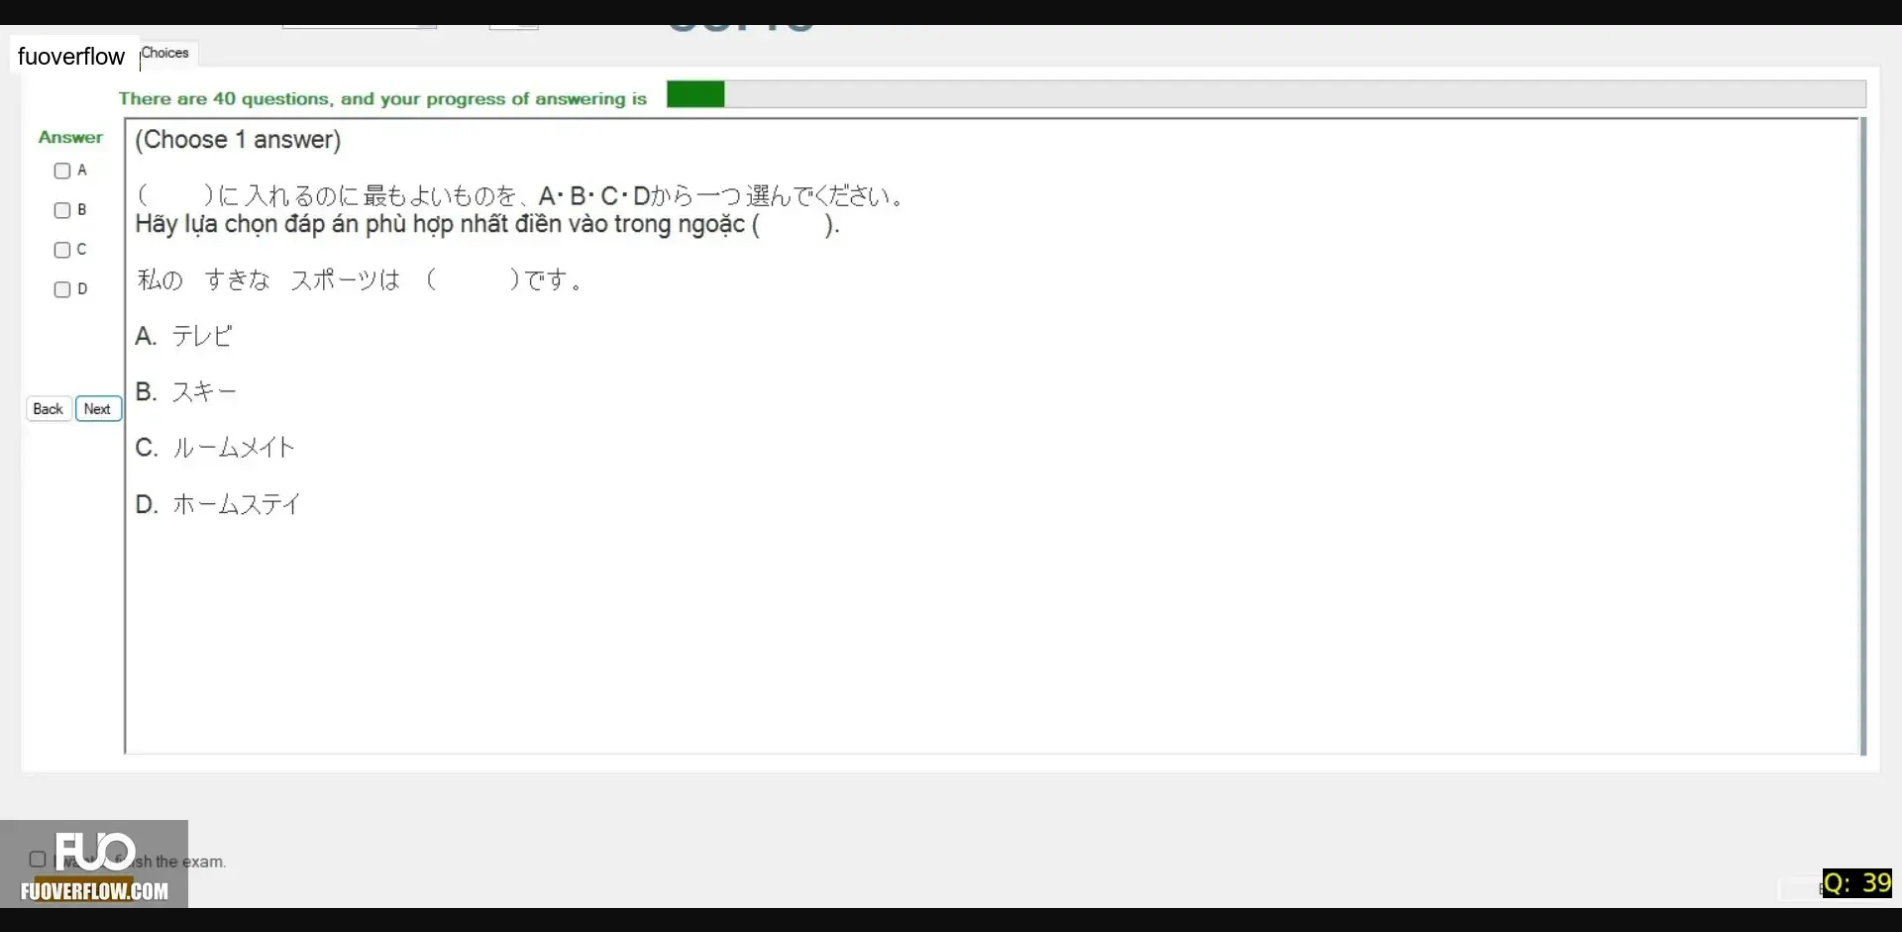 fuoverflow
Choices
There are 40 questions, and your progress of answering is
Answer
(Choose 1 answer)
A
B
C
D
(　　)に 入れるのに 最もよいものを、A・B・C・Dから一つ 選んでください。
Hãy lựa chọn đáp án phù hợp nhất điền vào trong ngoặc (　　).
私の　すきな　スポーツは　(　　　)です。
A. テレビ
B. スキー
C. ルームメイト
D. ホームステイ
Back Next
FUO
the exam.
FUOVERFLOW.COM
Q: 39